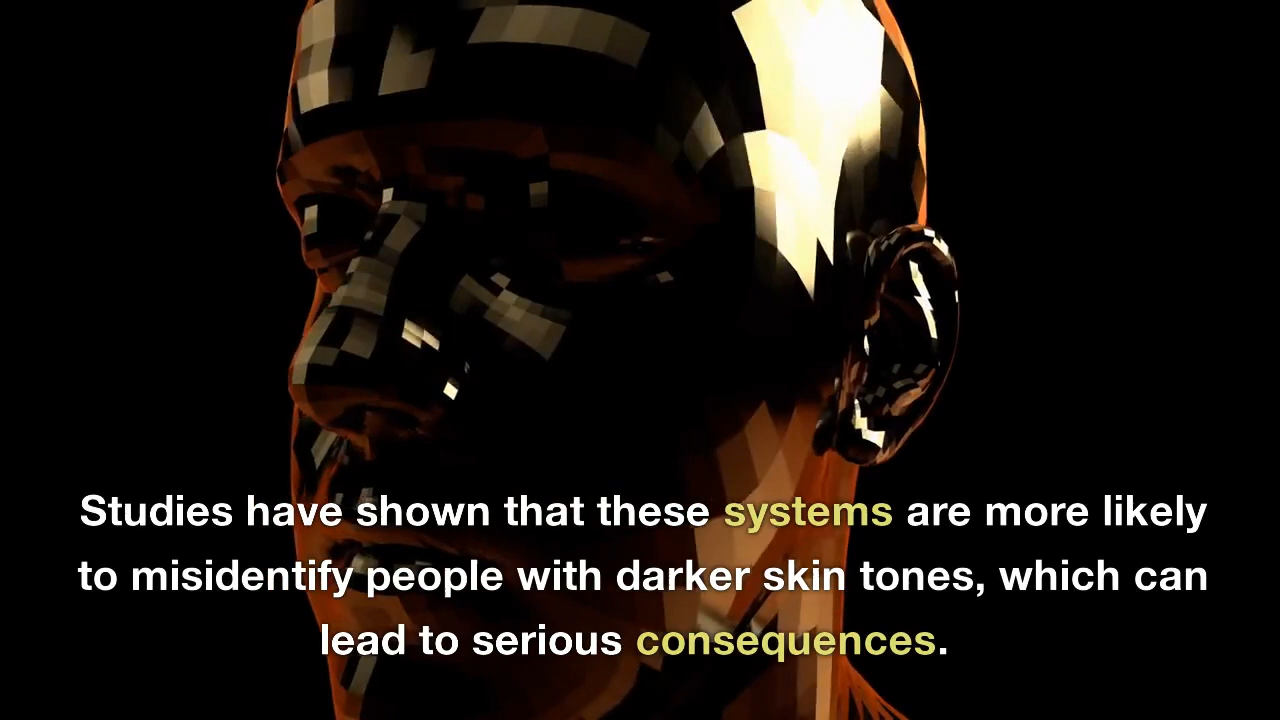 Studies have shown that these systems are more likely
to misidentify people with darker skin tones, which can
lead to serious consequences.